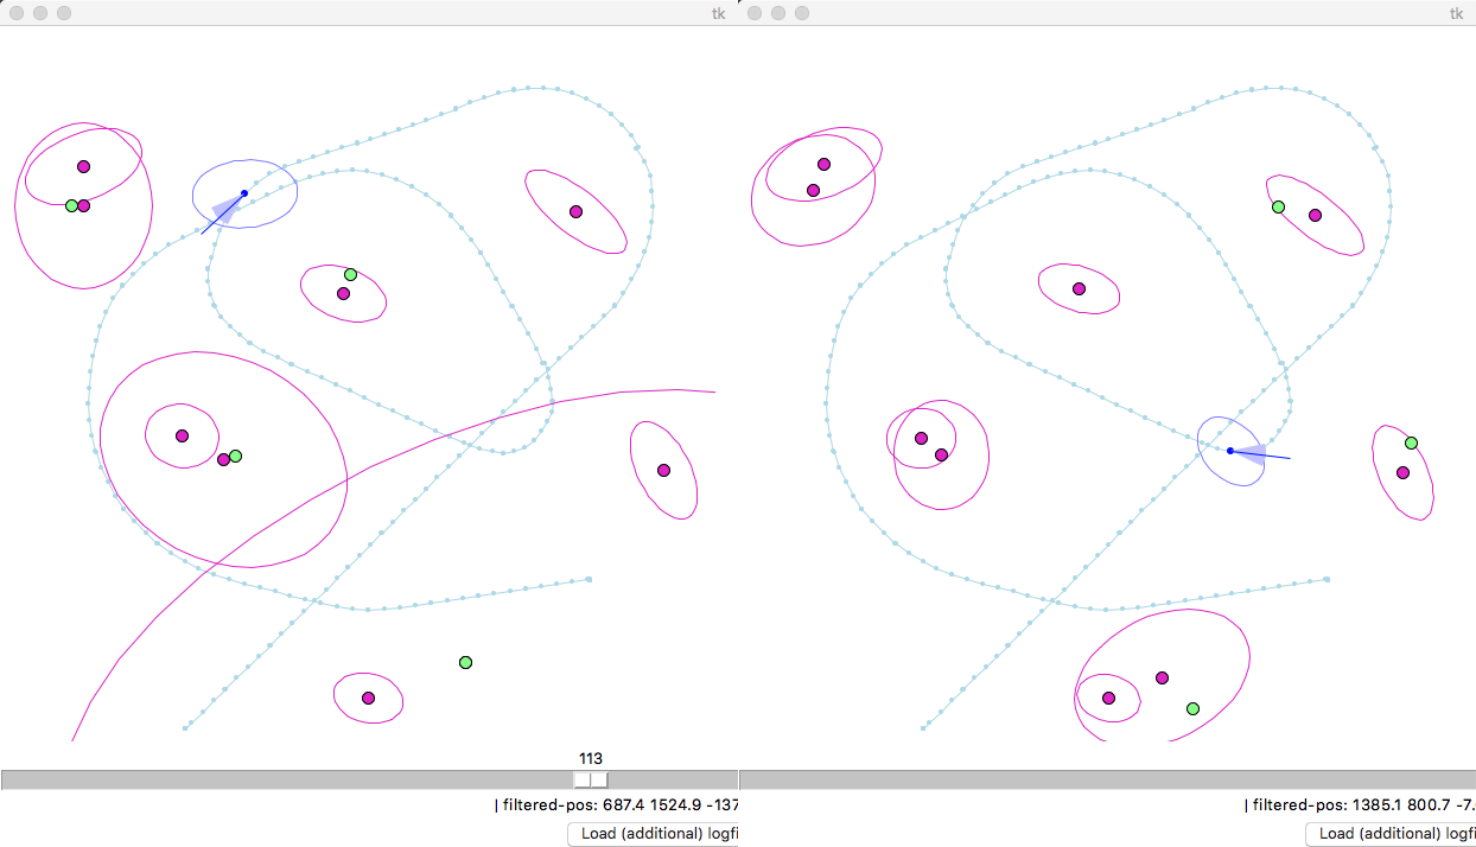 tk
tk
113
| filtered-pos: 687.4 1524.9 -137
| filtered-pos: 1385.1 800.7 -7.
Load (additional) logfi
Load (additional) logfi